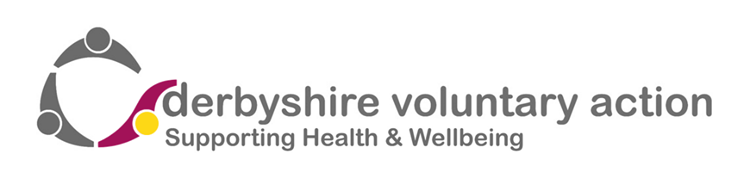 derbyshire voluntary action
Supporting Health & Wellbeing